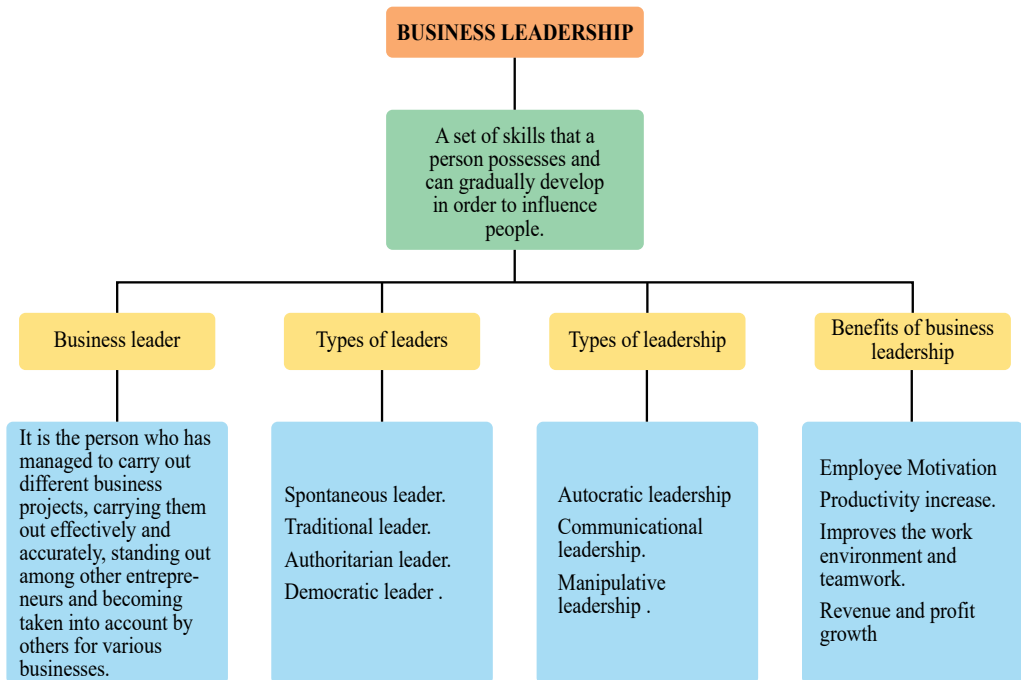 BUSINESS LEADERSHIP
A set of skills that a
person possesses and
can gradually develop
in order to influence
people.
Business leader
It is the person who has
managed to carry out
different business
projects, carrying them
out effectively and
accurately, standing out
among other entrepre-
neurs and becoming
taken into account by
others for various
businesses.
Types of leaders
Spontaneous leader.
Traditional leader.
Authoritarian leader.
Democratic leader .
Types of leadership
Autocratic leadership
Communicational
leadership.
Manipulative
leadership .
Benefits of business
leadership
Employee Motivation
Productivity increase.
Improves the work
environment and
teamwork.
Revenue and profit
growth